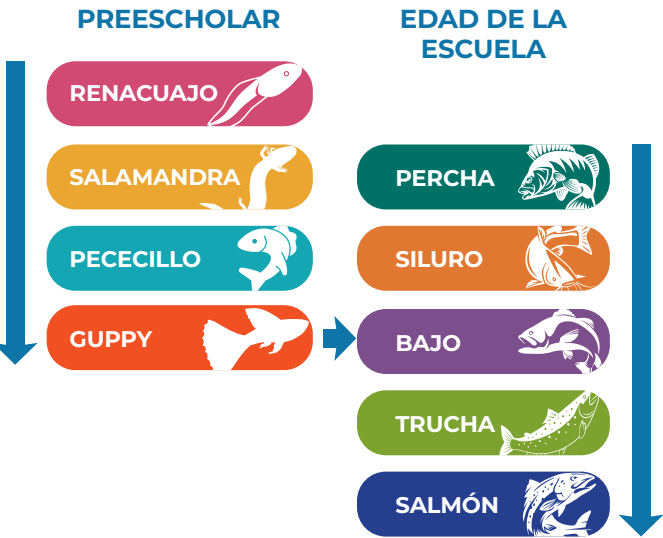 PREESCHOLAR
RENACUAJO
SALAMANDRA
PECECILLO
GUPPY
EDAD DE LA
ESCUELA
PERCHA
SILURO
BAJO
TRUCHA
SALMÓN